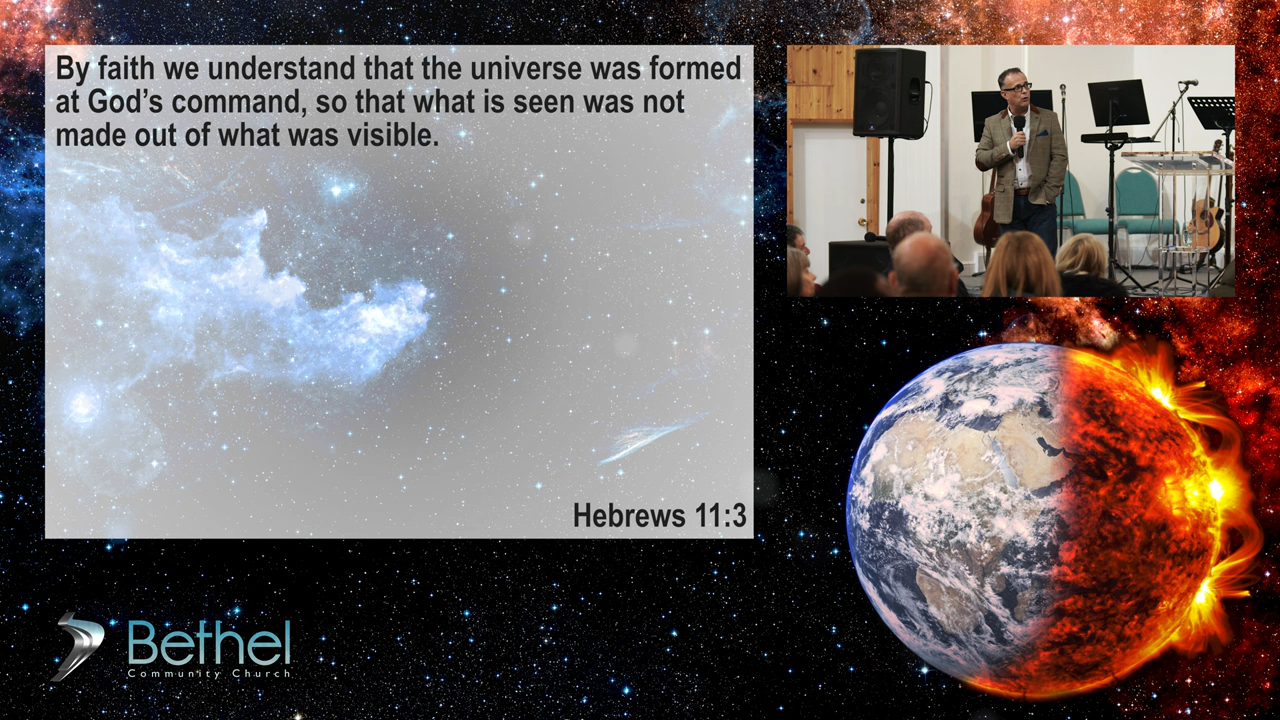 By faith we understand that the universe was formed
at God’s command, so that what is seen was not
made out of what was visible.
Hebrews 11:3
Bethel
Community Church